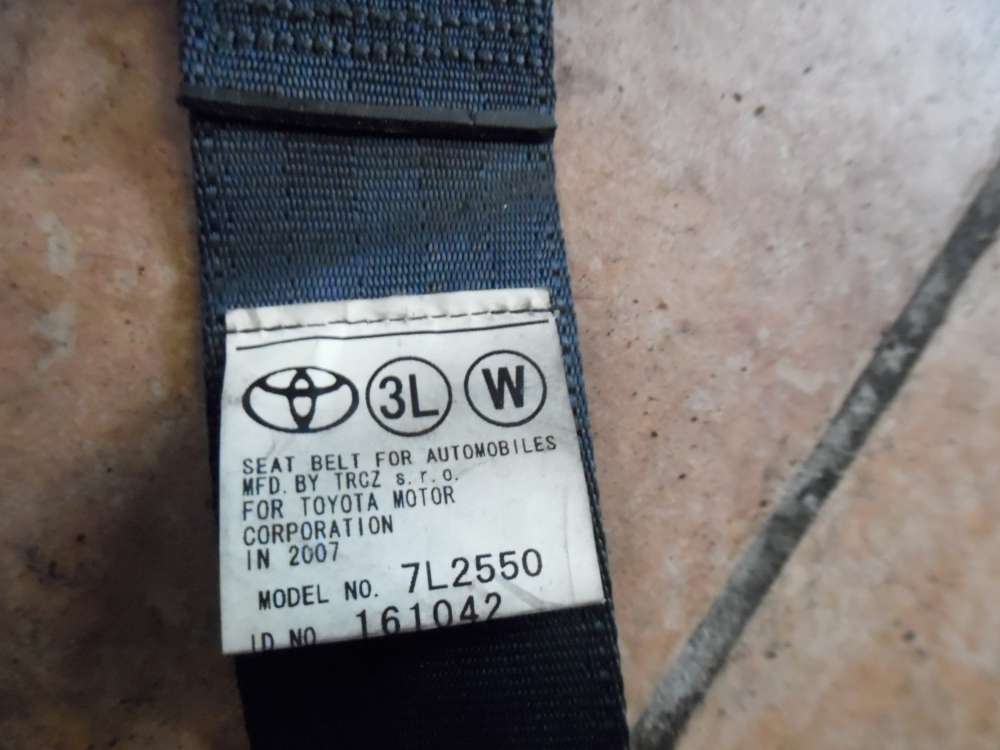 3L W
SEAT BELT FOR AUTOMOBILES
MFD. BY TRCZ s.r.o.
FOR TOYOTA MOTOR
CORPORATION
IN 2007
MODEL NO. 7L2550
ID NO 161042